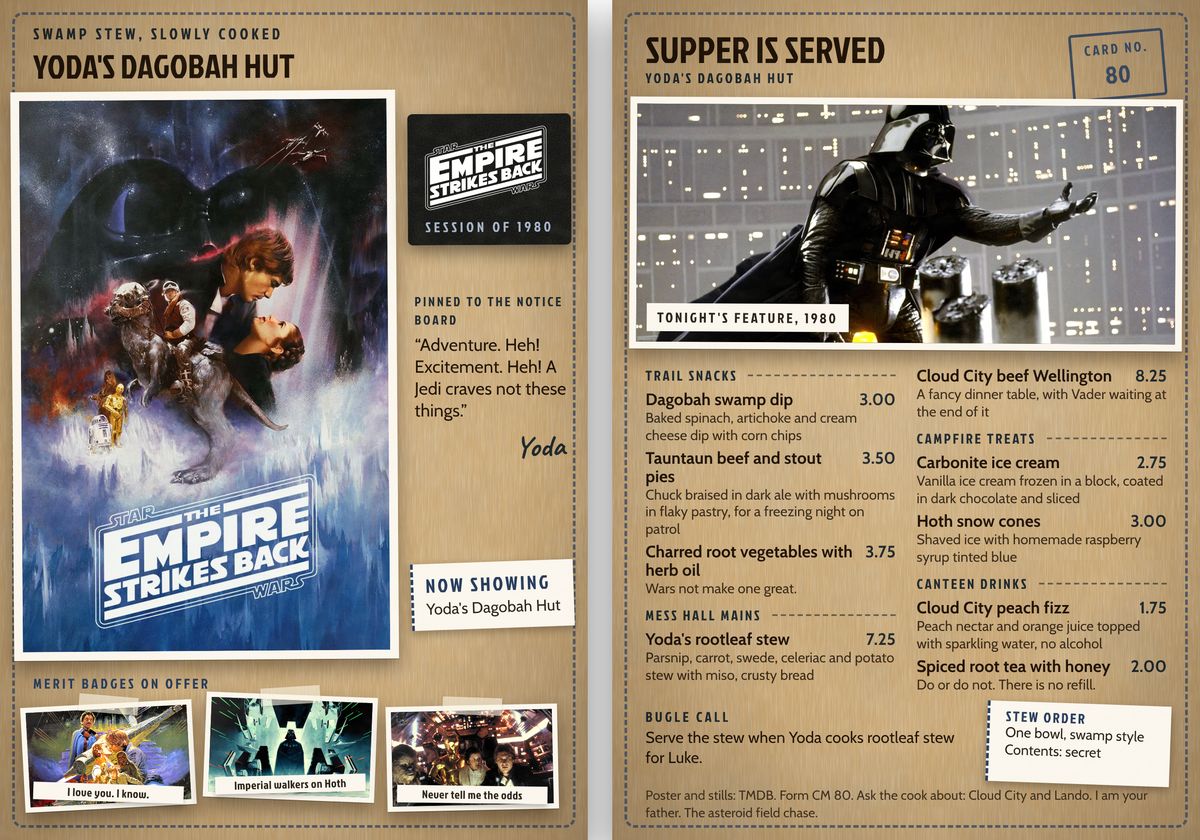 SWAMP STEW, SLOWLY COOKED
YODA'S DAGOBAH HUT
STAR
THE
EMPIRE
STRIKES BACK
WARS
STAR
THE
EMPIRE
STRIKES BACK
WARS
SESSION OF 1980
PINNED TO THE NOTICE
BOARD
“Adventure. Heh!
Excitement. Heh! A
Jedi craves not these
things.”
Yoda
NOW SHOWING
Yoda's Dagobah Hut
MERIT BADGES ON OFFER
I love you. I know.
Imperial walkers on Hoth
Never tell me the odds
SUPPER IS SERVED
YODA'S DAGOBAH HUT
CARD NO.
80
TONIGHT'S FEATURE, 1980
TRAIL SNACKS
Dagobah swamp dip 3.00
Baked spinach, artichoke and cream
cheese dip with corn chips
Tauntaun beef and stout 3.50
pies
Chuck braised in dark ale with mushrooms
in flaky pastry, for a freezing night on
patrol
Charred root vegetables with 3.75
herb oil
Wars not make one great.
MESS HALL MAINS
Yoda's rootleaf stew 7.25
Parsnip, carrot, swede, celeriac and potato
stew with miso, crusty bread
Cloud City beef Wellington 8.25
A fancy dinner table, with Vader waiting at
the end of it
CAMPFIRE TREATS
Carbonite ice cream 2.75
Vanilla ice cream frozen in a block, coated
in dark chocolate and sliced
Hoth snow cones 3.00
Shaved ice with homemade raspberry
syrup tinted blue
CANTEEN DRINKS
Cloud City peach fizz 1.75
Peach nectar and orange juice topped
with sparkling water, no alcohol
Spiced root tea with honey 2.00
Do or do not. There is no refill.
BUGLE CALL
Serve the stew when Yoda cooks rootleaf stew
for Luke.
STEW ORDER
One bowl, swamp style
Contents: secret
Poster and stills: TMDB. Form CM 80. Ask the cook about: Cloud City and Lando. I am your
father. The asteroid field chase.